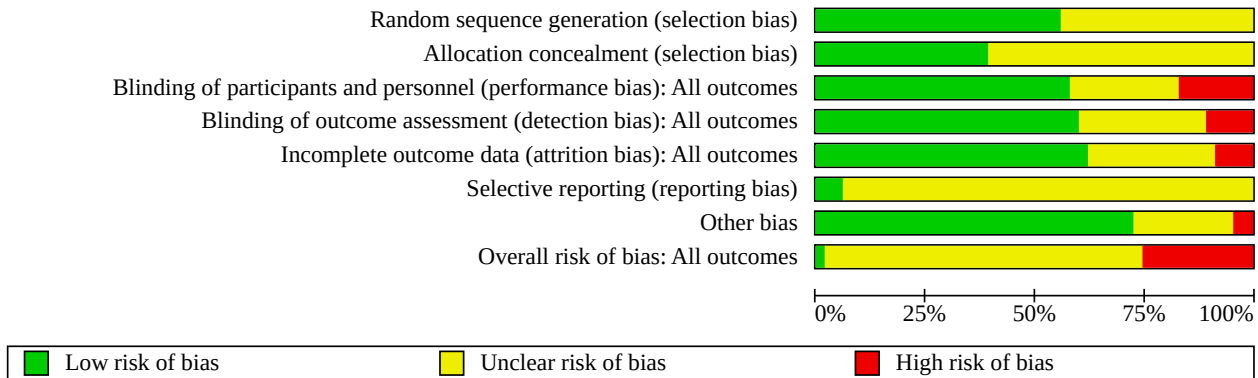 Random sequence generation (selection bias)
Allocation concealment (selection bias)
Blinding of participants and personnel (performance bias): All outcomes
Blinding of outcome assessment (detection bias): All outcomes
Incomplete outcome data (attrition bias): All outcomes
Selective reporting (reporting bias)
Other bias
Overall risk of bias: All outcomes
0% 25% 50% 75% 100%
Low risk of bias Unclear risk of bias High risk of bias